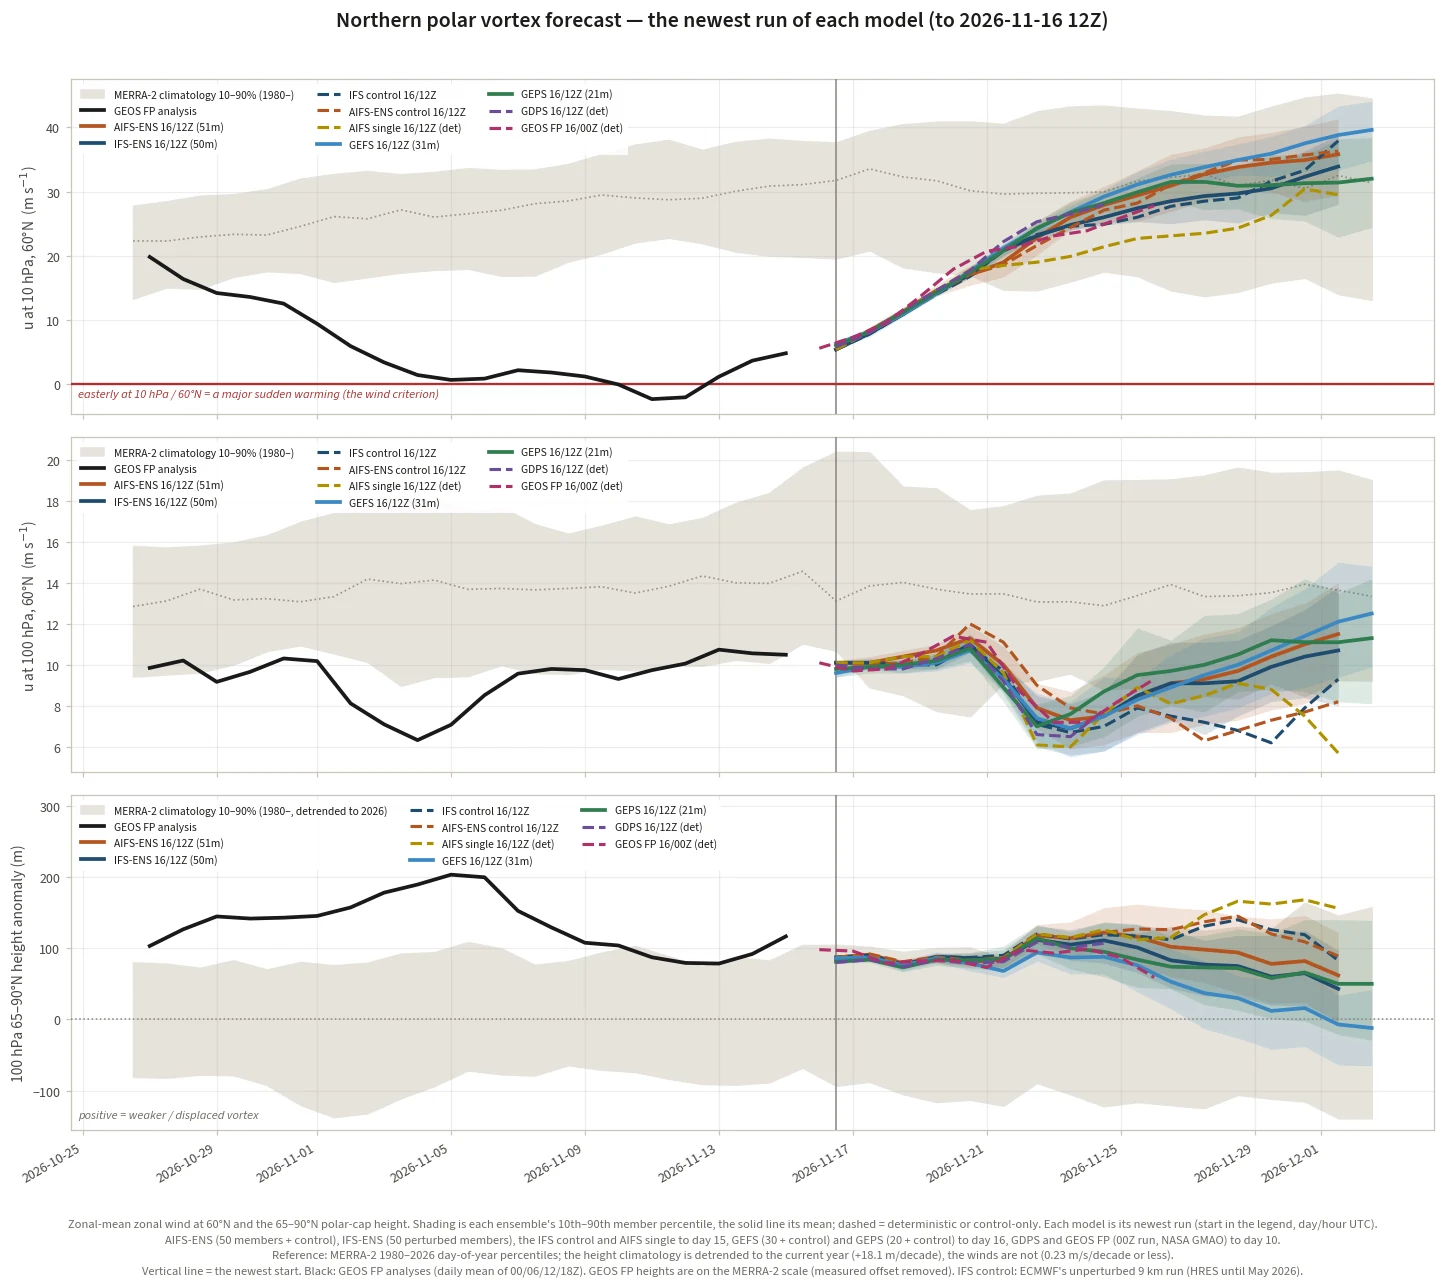 Northern polar vortex forecast — the newest run of each model (to 2026-11-16 12Z)
MERRA-2 climatology 10–90% (1980–)
GEOS FP analysis
AIFS-ENS 16/12Z (51m)
IFS-ENS 16/12Z (50m)
IFS control 16/12Z
AIFS-ENS control 16/12Z
AIFS single 16/12Z (det)
GEFS 16/12Z (31m)
GEPS 16/12Z (21m)
GDPS 16/12Z (det)
GEOS FP 16/00Z (det)
u at 10 hPa, 60°N (m s⁻¹)
40
30
20
10
0
easterly at 10 hPa / 60°N = a major sudden warming (the wind criterion)
MERRA-2 climatology 10–90% (1980–)
GEOS FP analysis
AIFS-ENS 16/12Z (51m)
IFS-ENS 16/12Z (50m)
IFS control 16/12Z
AIFS-ENS control 16/12Z
AIFS single 16/12Z (det)
GEFS 16/12Z (31m)
GEPS 16/12Z (21m)
GDPS 16/12Z (det)
GEOS FP 16/00Z (det)
u at 100 hPa, 60°N (m s⁻¹)
20
18
16
14
12
10
8
6
MERRA-2 climatology 10–90% (1980–, detrended to 2026)
GEOS FP analysis
AIFS-ENS 16/12Z (51m)
IFS-ENS 16/12Z (50m)
IFS control 16/12Z
AIFS-ENS control 16/12Z
AIFS single 16/12Z (det)
GEFS 16/12Z (31m)
GEPS 16/12Z (21m)
GDPS 16/12Z (det)
GEOS FP 16/00Z (det)
100 hPa 65–90°N height anomaly (m)
300
200
100
0
−100
positive = weaker / displaced vortex
2026-10-25
2026-10-29
2026-11-01
2026-11-05
2026-11-09
2026-11-13
2026-11-17
2026-11-21
2026-11-25
2026-11-29
2026-12-01
Zonal-mean zonal wind at 60°N and the 65–90°N polar-cap height. Shading is each ensemble's 10th–90th member percentile, the solid line its mean; dashed = deterministic or control-only. Each model is its newest run (start in the legend, day/hour UTC).
AIFS-ENS (50 members + control), IFS-ENS (50 perturbed members), the IFS control and AIFS single to day 15, GEFS (30 + control) and GEPS (20 + control) to day 16, GDPS and GEOS FP (00Z run, NASA GMAO) to day 10.
Reference: MERRA-2 1980–2026 day-of-year percentiles; the height climatology is detrended to the current year (+18.1 m/decade), the winds are not (0.23 m/s/decade or less).
Vertical line = the newest start. Black: GEOS FP analyses (daily mean of 00/06/12/18Z). GEOS FP heights are on the MERRA-2 scale (measured offset removed). IFS control: ECMWF's unperturbed 9 km run (HRES until May 2026).